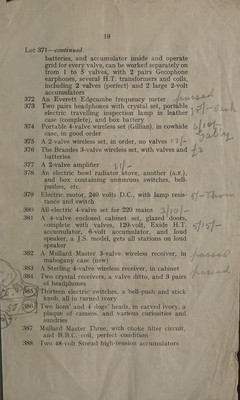 19
Lot 371—continued.
batteries, and accumulator inside and operate
grid for every valve, can be worked separately on
from 1 to 5 valves, with 2 pairs Gecophone
earphones, several H.T. transformers and coils,
including 2 valves (perfect) and 2 large 2-volt
accumulators
372 An Everett Edgcumbe frequency meter passed
373 Two pairs headphones with crystal set, portable
electric travelling inspection lamp in leather
case (complete), and box battery
374 Portable 4-valve wireless set (Gillian), in cowhide
case, in good order
375 A 2-valve wireless set, in order, no valves
376 The Brandes 3-valve wireless set, with valves and
batteries
377 A 2-valve amplifier
378 An electric bowl radiator stove, another (A.F.),
and box containing numerous switches, bell-
pushes, etc.
379 Electric motor, 240 volts D.C., with lamp resis-
tance and switch
380 All electric 4-valve set for 220 mains
381 A 4-valve enclosed cabinet set, glazed doors,
complete with valves, 120-volt, Exide H.T.
accumulator, 6-volt accumulator, and loud
speaker, a J.S. model, gets all stations on loud
speaker
382 A Mullard Master 3-valve wireless receiver, in
mahogany case (new) passed
383 A Sterling 4-valve wireless receiver, in cabinet
384 Two crystal receivers, a valve ditto, and 3 pairs passed
of headphones
385 Thirteen electric switches, a bell-push and stick
knob, all in turned ivory
386 Two lions' and 4 dogs' heads, in carved ivory, a
plaque of cameos, and various curiosities and
sundries
387 Mullard Master Three, with choke filter circuit,
and B.B.C. coil, perfect condition
388 Two 48-volt Stroud high-tension accumulators